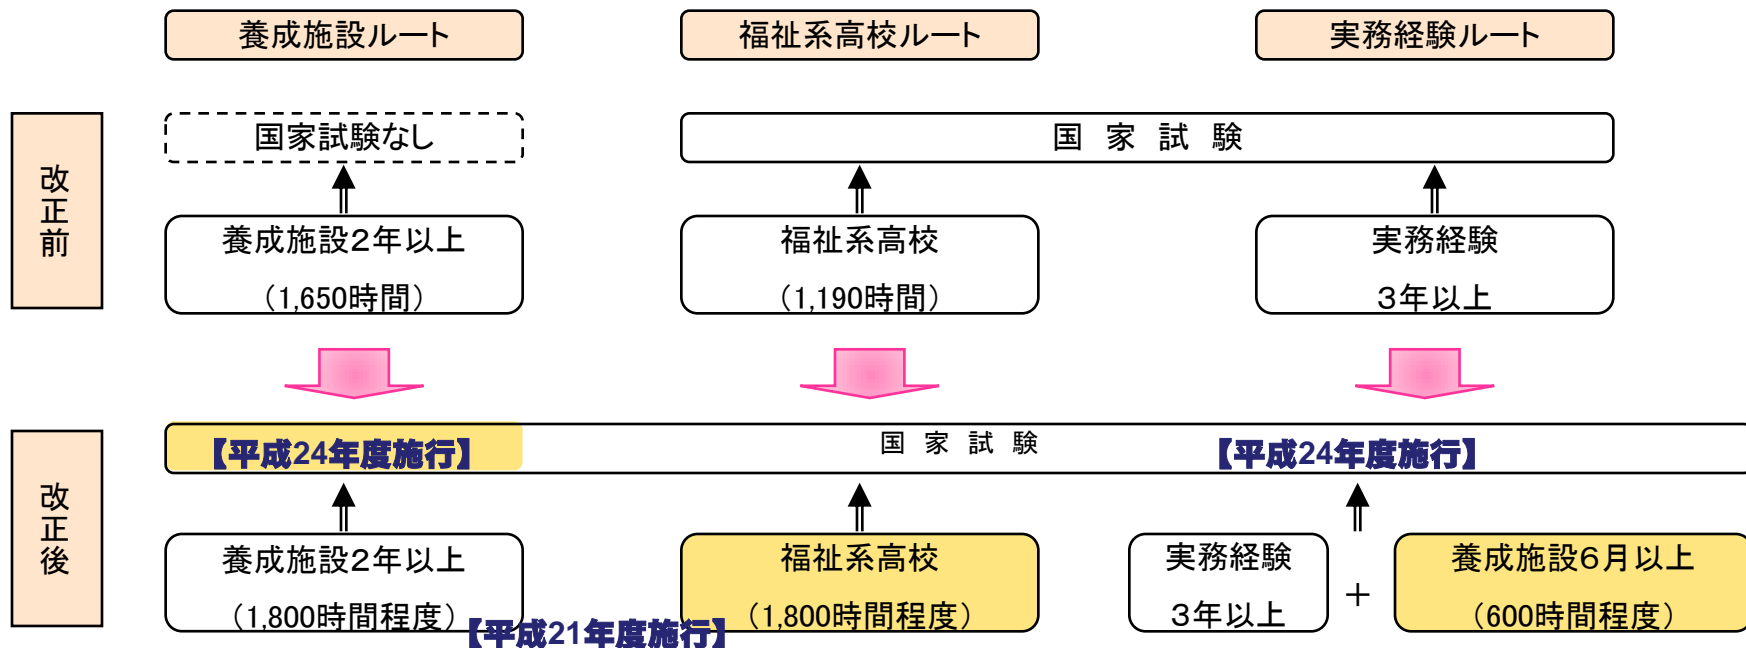 養成施設ルート
福祉系高校ルート
実務経験ルート
改正前
国家試験なし
国家試験
養成施設2年以上
(1,650時間)
福祉系高校
(1,190時間)
実務経験
3年以上
改正後
【平成24年度施行】
国家試験
【平成24年度施行】
養成施設2年以上
(1,800時間程度)
【平成21年度施行】
福祉系高校
(1,800時間程度)
実務経験
3年以上
+
養成施設6月以上
(600時間程度)